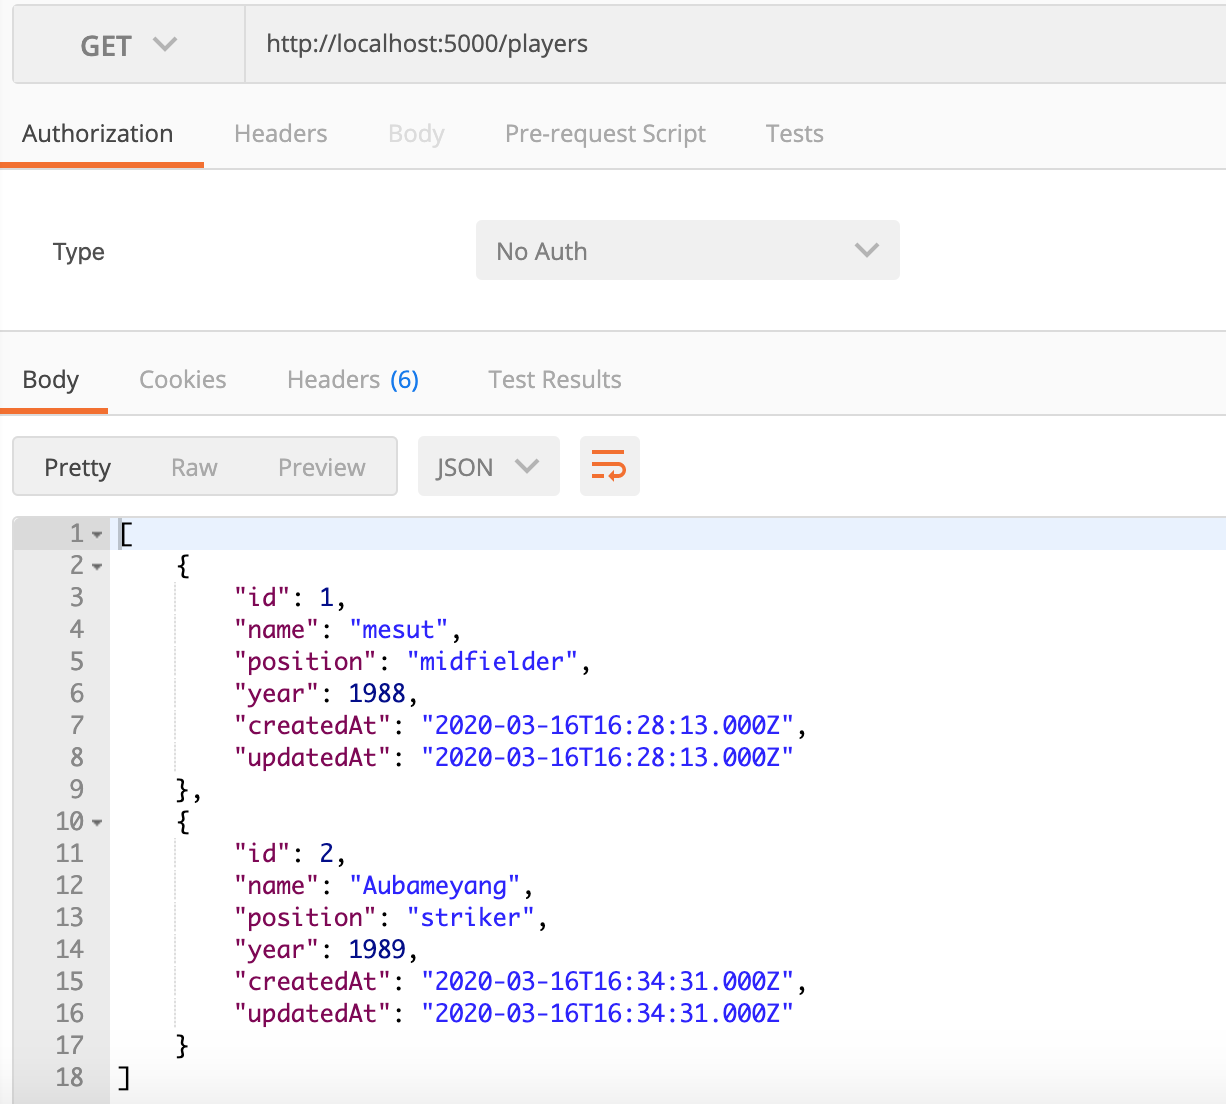 GET http://localhost:5000/players
Authorization Headers Body Pre-request Script Tests
Type No Auth
Body Cookies Headers (6) Test Results
Pretty Raw Preview JSON
1 [
2 {
3 "id": 1,
4 "name": "mesut",
5 "position": "midfielder",
6 "year": 1988,
7 "createdAt": "2020-03-16T16:28:13.000Z",
8 "updatedAt": "2020-03-16T16:28:13.000Z"
9 },
10 {
11 "id": 2,
12 "name": "Aubameyang",
13 "position": "striker",
14 "year": 1989,
15 "createdAt": "2020-03-16T16:34:31.000Z",
16 "updatedAt": "2020-03-16T16:34:31.000Z"
17 }
18 ]